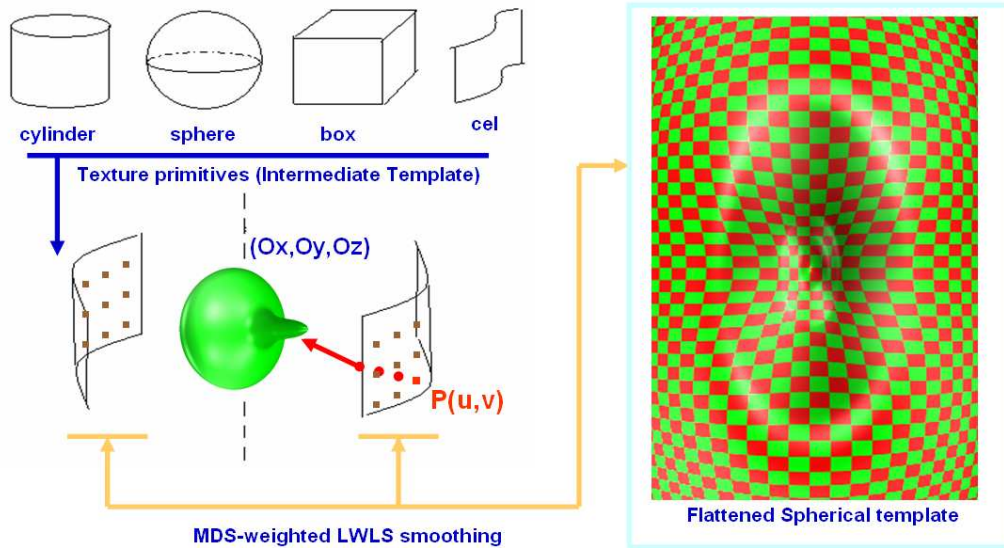 cylinder
sphere
box
cel
Texture primitives (Intermediate Template)
(Ox,Oy,Oz)
P(u,v)
MDS-weighted LWLS smoothing
Flattened Spherical template